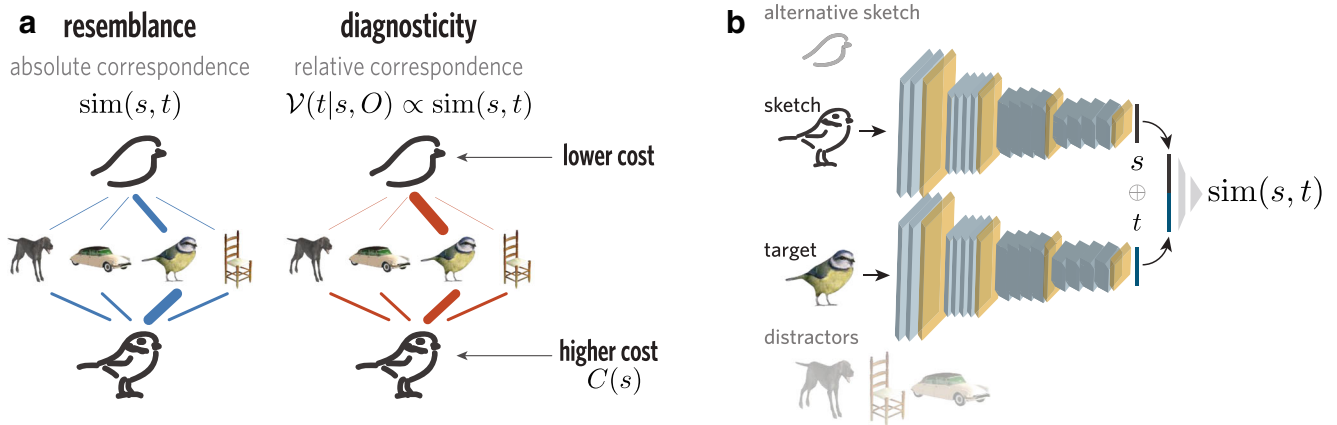 a
resemblance
absolute correspondence
sim(s, t)
diagnosticity
relative correspondence
𝒱(t|s, O) ∝ sim(s, t)
lower cost
higher cost
C(s)
b
alternative sketch
sketch
target
distractors
s
⊕
t
sim(s, t)